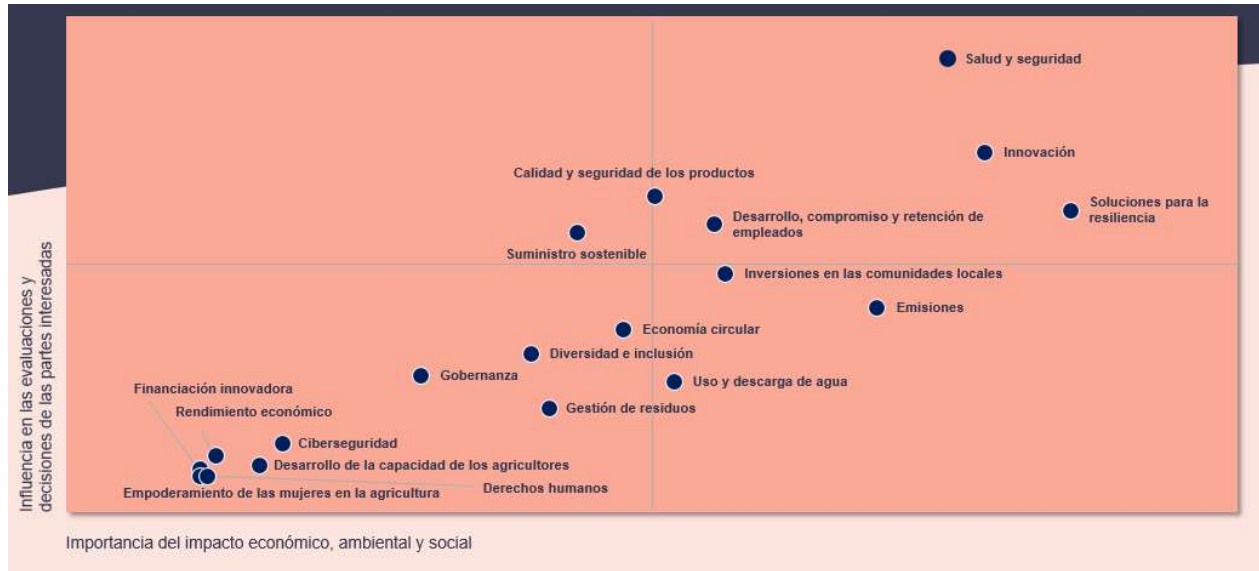 Salud y seguridad
Innovación
Calidad y seguridad de los productos
Soluciones para la
resiliencia
Desarrollo, compromiso y retención de
empleados
Suministro sostenible
Inversiones en las comunidades locales
Emisiones
Economía circular
Diversidad e inclusión
Gobernanza
Uso y descarga de agua
Financiación innovadora
Gestión de residuos
Rendimiento económico
Ciberseguridad
Desarrollo de la capacidad de los agricultores
Empoderamiento de las mujeres en la agricultura
Derechos humanos
Influencia en las evaluaciones y
decisiones de las partes interesadas
Importancia del impacto económico, ambiental y social